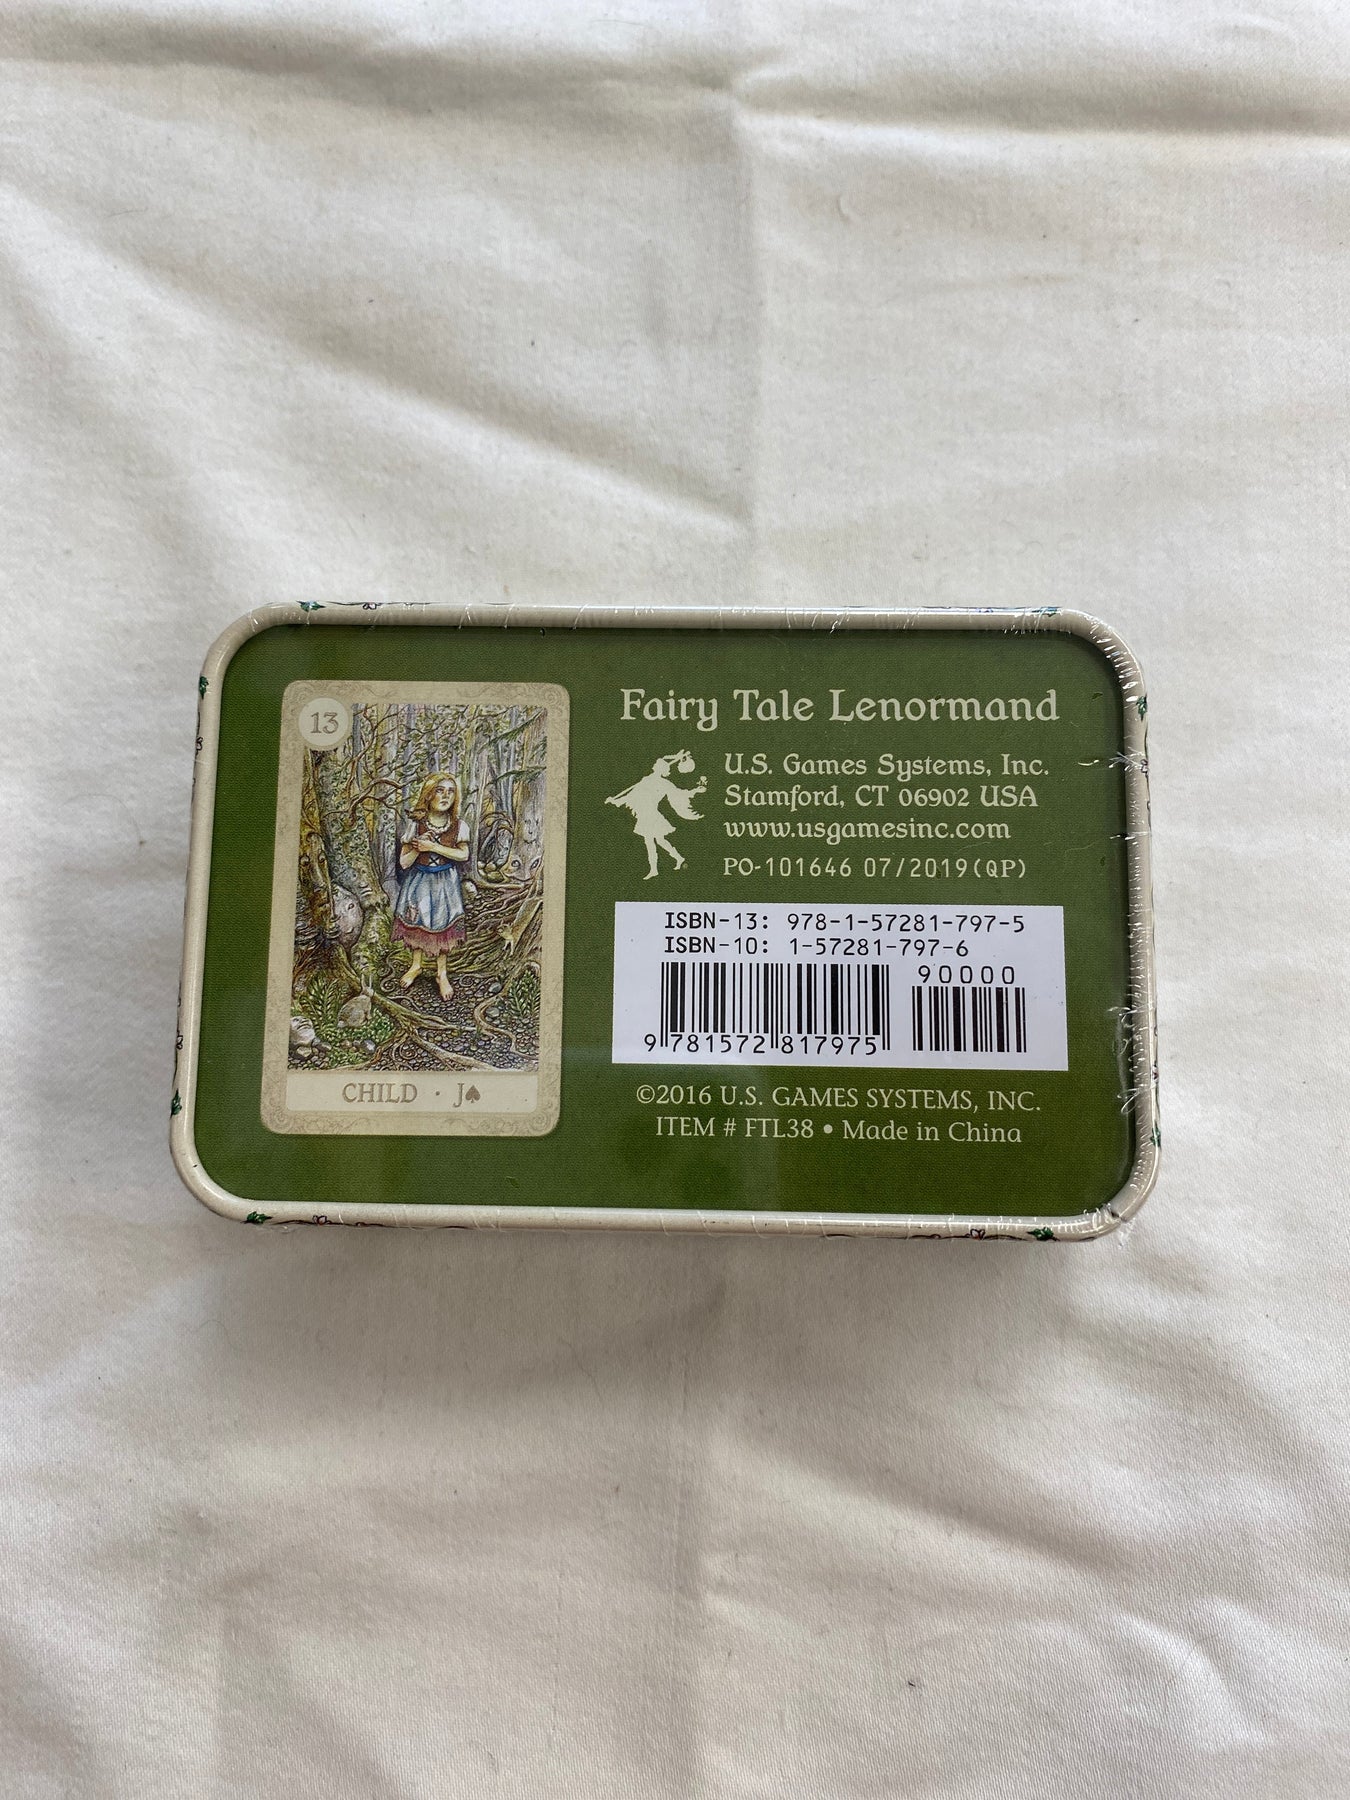 13
CHILD · J♠
Fairy Tale Lenormand
U.S. Games Systems, Inc.
Stamford, CT 06902 USA
www.usgamesinc.com
PO-101646 07/2019(QP)
ISBN-13: 978-1-57281-797-5
ISBN-10: 1-57281-797-6
90000
9 781572 817975
©2016 U.S. GAMES SYSTEMS, INC.
ITEM # FTL38 • Made in China